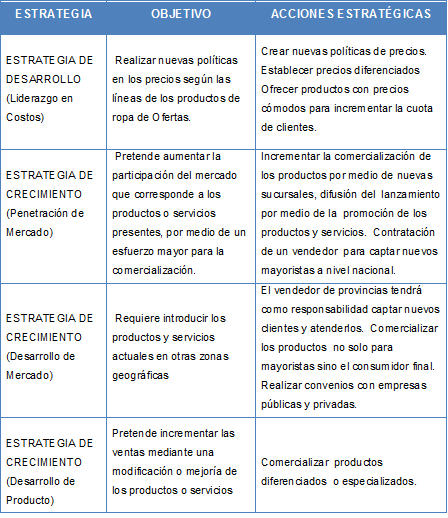 ESTRATEGIA OBJETIVO ACCIONES ESTRATÉGICAS
ESTRATEGIA DE
DESARROLLO
(Liderazgo en
Costos)
Realizar nuevas políticas
en los precios según las
líneas de los productos de
ropa de Ofertas.
Crear nuevas políticas de precios.
Establecer precios diferenciados
Ofrecer productos con precios
cómodos para incrementar la cuota
de clientes.
ESTRATEGIA DE
CRECIMIENTO
(Penetración de
Mercado)
Pretende aumentar la
participación del mercado
que corresponde a los
productos o servicios
presentes, por medio de un
esfuerzo mayor para la
comercialización.
Incrementar la comercialización de
los productos por medio de nuevas
sucursales, difusión del lanzamiento
por medio de la promoción de los
productos y servicios. Contratación
de un vendedor para captar nuevos
mayoristas a nivel nacional.
ESTRATEGIA DE
CRECIMIENTO
(Desarrollo de
Mercado)
Requiere introducir los
productos y servicios
actuales en otras zonas
geográficas
El vendedor de provincias tendrá
como responsabilidad captar nuevos
clientes y atenderlos. Comercializar
los productos no solo para
mayoristas sino el consumidor final.
Realizar convenios con empresas
públicas y privadas.
ESTRATEGIA DE
CRECIMIENTO
(Desarrollo de
Producto)
Pretende incrementar las
ventas mediante una
modificación o mejoría de
los productos o servicios
Comercializar productos
diferenciados o especializados.